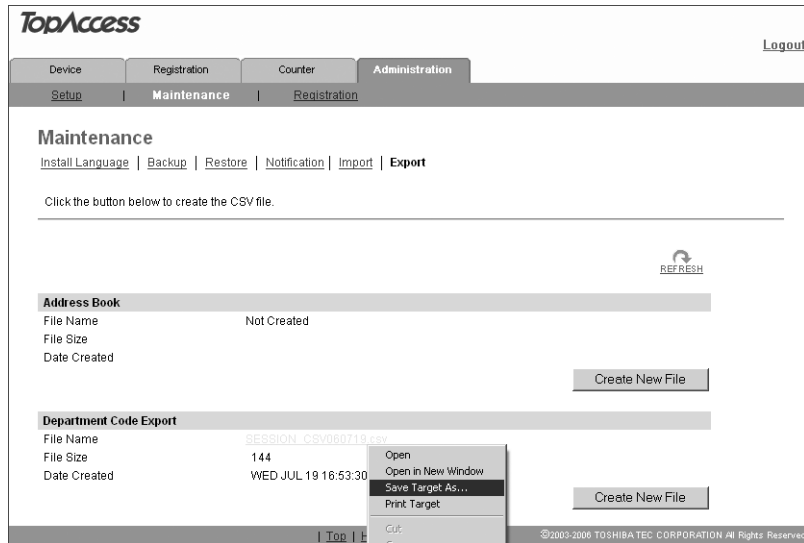 TopAccess
Logout
Device Registration Counter Administration
Setup | Maintenance | Registration
Maintenance
Install Language | Backup | Restore | Notification | Import | Export
Click the button below to create the CSV file.
REFRESH
Address Book
File Name Not Created
File Size
Date Created
Create New File
Department Code Export
File Name SESSION_CSV060719.csv
File Size 144
Date Created WED JUL 19 16:53:30
Open
Open in New Window
Save Target As...
Print Target
Cut
Create New File
| Top |
©2003-2006 TOSHIBA TEC CORPORATION All Rights Reserved